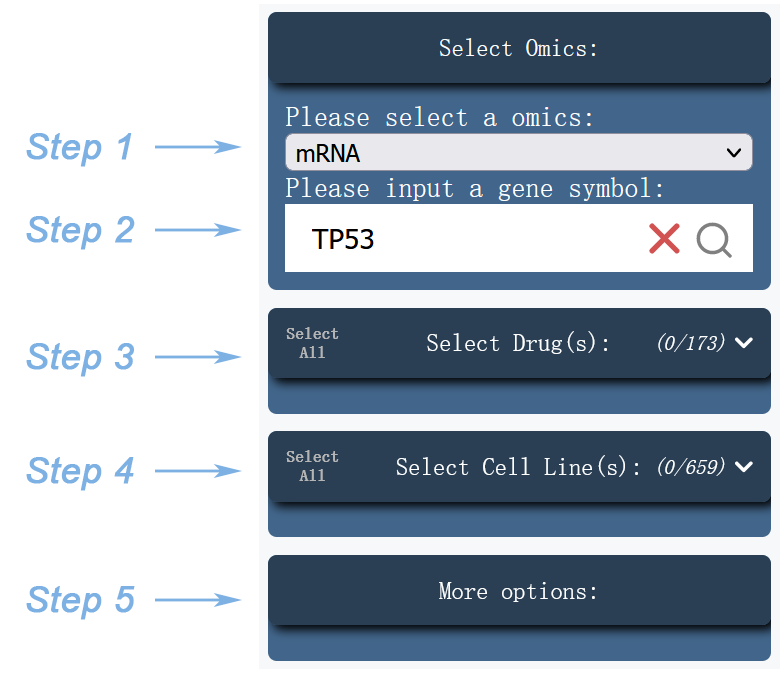 Select Omics:
Please select a omics:
Step 1
mRNA
Please input a gene symbol:
Step 2
TP53
Step 3
Select All
Select Drug(s):
(0/173)
Step 4
Select All
Select Cell Line(s):
(0/659)
Step 5
More options: